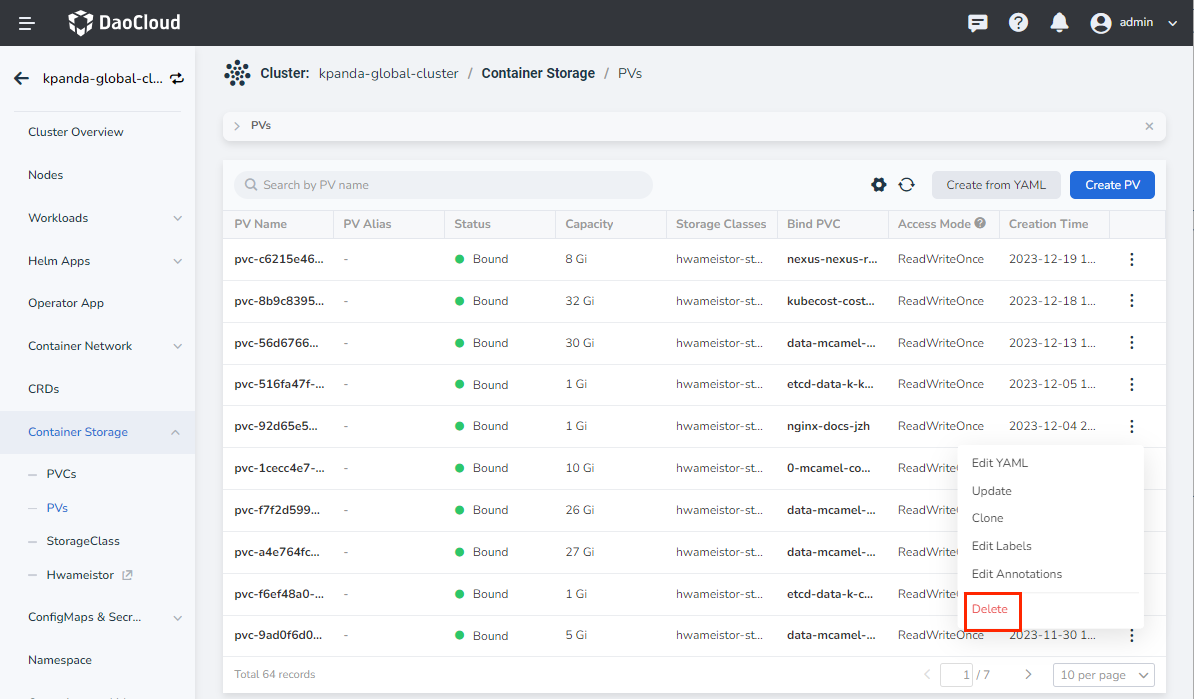 DaoCloud
admin
kpanda-global-cl...
Cluster: kpanda-global-cluster / Container Storage / PVs
Cluster Overview
Nodes
Workloads
Helm Apps
Operator App
Container Network
CRDs
Container Storage
PVCs
PVs
StorageClass
Hwameistor
ConfigMaps & Secr...
Namespace
PVs
Search by PV name
Create from YAML
Create PV
PV Name PV Alias Status Capacity Storage Classes Bind PVC Access Mode Creation Time
pvc-c6215e46... - Bound 8 Gi hwameistor-st... nexus-nexus-r... ReadWriteOnce 2023-12-19 1...
pvc-8b9c8395... - Bound 32 Gi hwameistor-st... kubecost-cost... ReadWriteOnce 2023-12-18 1...
pvc-56d6766... - Bound 30 Gi hwameistor-st... data-mcamel-... ReadWriteOnce 2023-12-13 1...
pvc-516fa47f-... - Bound 1 Gi hwameistor-st... etcd-data-k-k... ReadWriteOnce 2023-12-05 1...
pvc-92d65e5... - Bound 1 Gi hwameistor-st... nginx-docs-jzh ReadWriteOnce 2023-12-04 2...
pvc-1cecc4e7-... - Bound 10 Gi hwameistor-st... 0-mcamel-co... ReadWrite
pvc-f7f2d599... - Bound 26 Gi hwameistor-st... data-mcamel-... ReadWrite
pvc-a4e764fc... - Bound 27 Gi hwameistor-st... data-mcamel-... ReadWrite
pvc-f6ef48a0-... - Bound 1 Gi hwameistor-st... etcd-data-k-c... ReadWrite
pvc-9ad0f6d0... - Bound 5 Gi hwameistor-st... data-mcamel-... ReadWriteOnce 2023-11-30 1...
Edit YAML
Update
Clone
Edit Labels
Edit Annotations
Delete
Total 64 records
1 / 7
10 per page